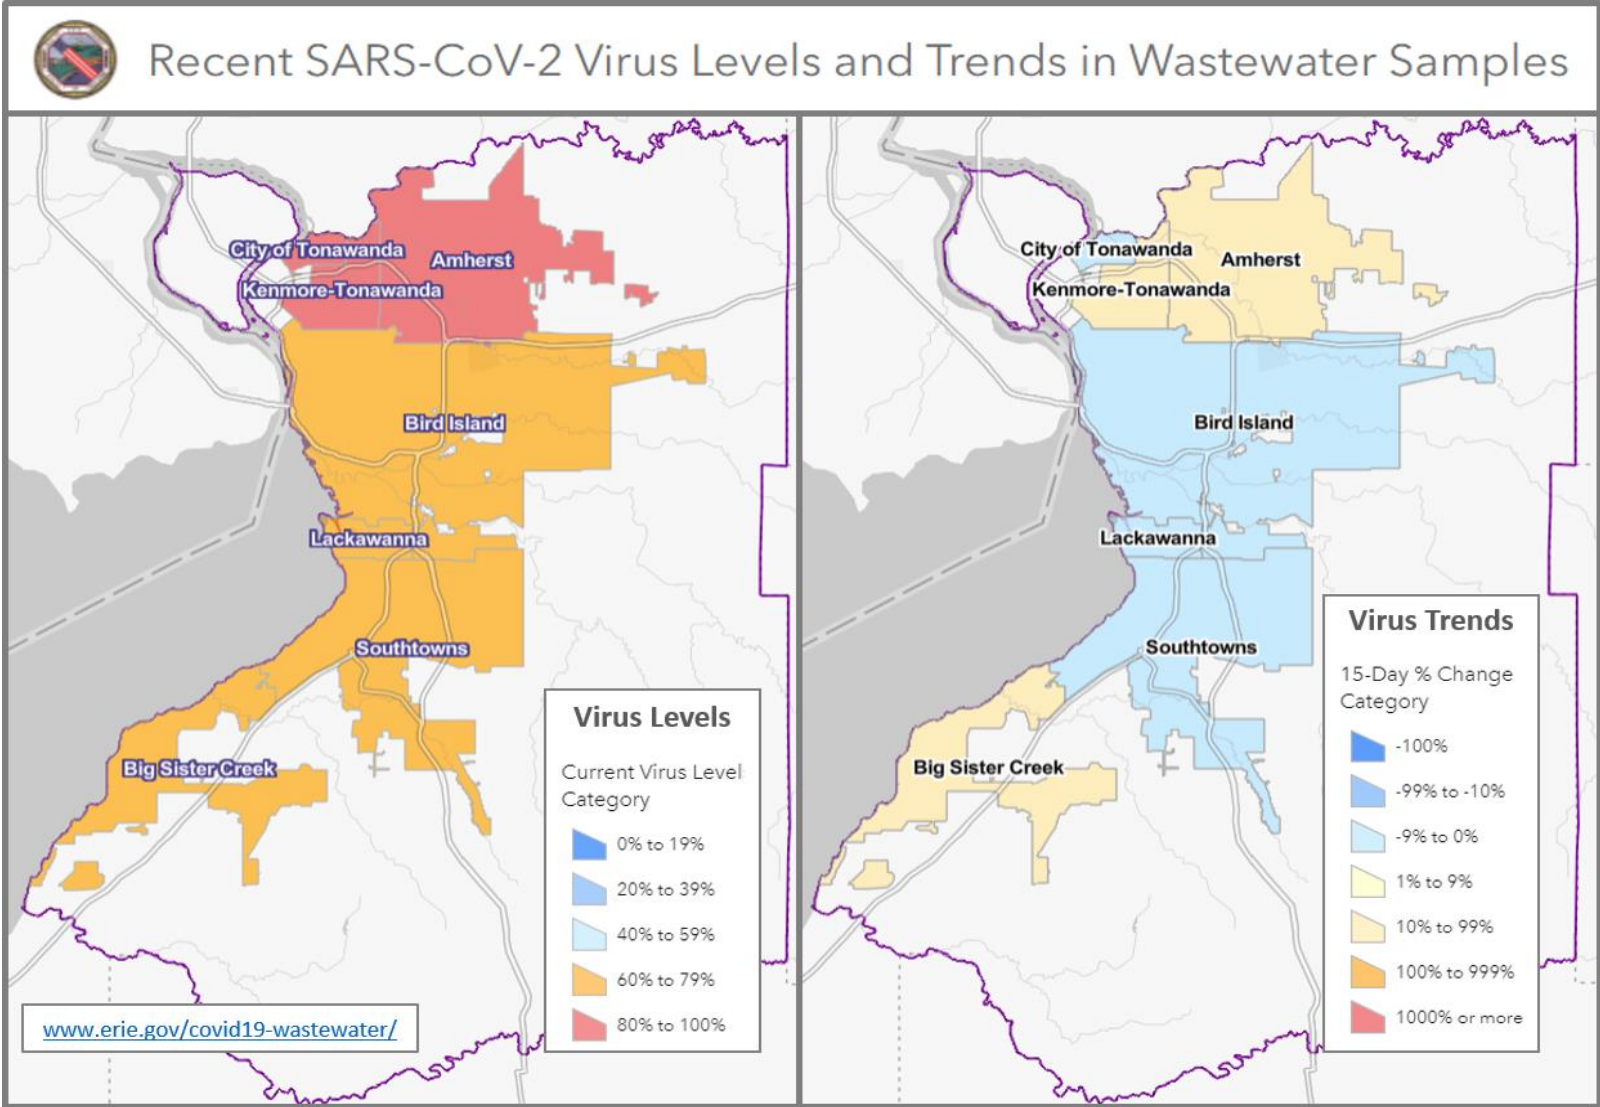 Recent SARS-CoV-2 Virus Levels and Trends in Wastewater Samples
City of Tonawanda
Amherst
Kenmore-Tonawanda
Bird Island
Lackawanna
Southtowns
Big Sister Creek
Virus Levels
Current Virus Level
Category
0% to 19%
20% to 39%
40% to 59%
60% to 79%
80% to 100%
www.erie.gov/covid19-wastewater/
City of Tonawanda
Amherst
Kenmore-Tonawanda
Bird Island
Lackawanna
Southtowns
Big Sister Creek
Virus Trends
15-Day % Change
Category
-100%
-99% to -10%
-9% to 0%
1% to 9%
10% to 99%
100% to 999%
1000% or more